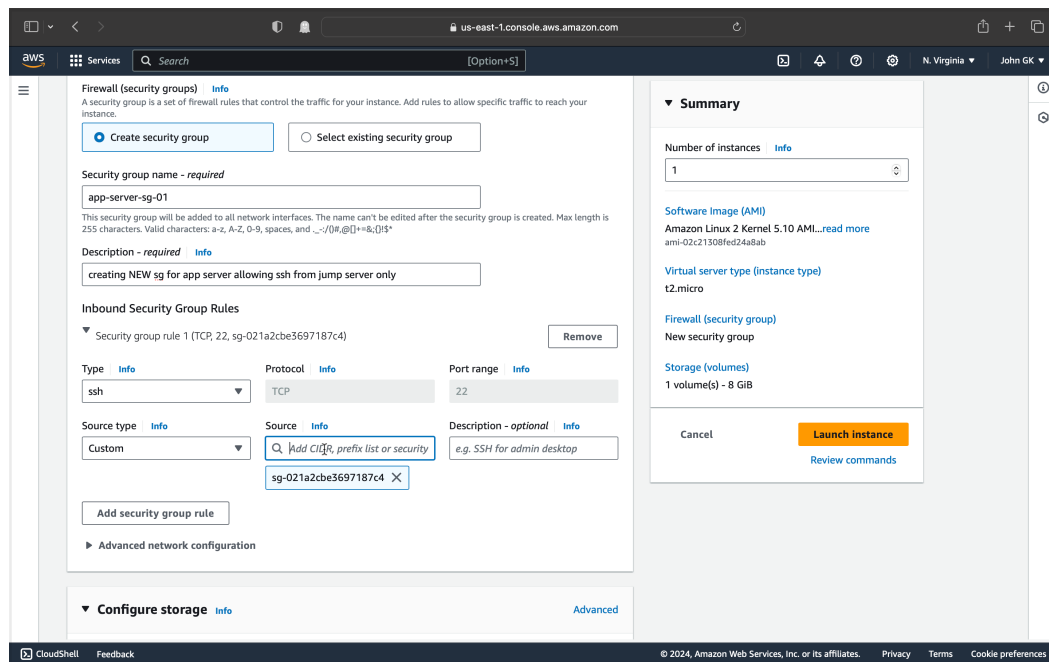 us-east-1.console.aws.amazon.com
aws Services Search [Option+S] N. Virginia ▼ John GK ▼
Firewall (security groups) Info
A security group is a set of firewall rules that control the traffic for your instance. Add rules to allow specific traffic to reach your
instance.
Create security group Select existing security group
Security group name - required
app-server-sg-01
This security group will be added to all network interfaces. The name can't be edited after the security group is created. Max length is
255 characters. Valid characters: a-z, A-Z, 0-9, spaces, and ._-:/()#,@[]+=&;{}!$*
Description - required Info
creating NEW sg for app server allowing ssh from jump server only
Inbound Security Group Rules
Security group rule 1 (TCP, 22, sg-021a2cbe3697187c4) Remove
Type Info Protocol Info Port range Info
ssh TCP 22
Source type Info Source Info Description - optional Info
Custom Add CIDR, prefix list or security e.g. SSH for admin desktop
sg-021a2cbe3697187c4
Add security group rule
Advanced network configuration
Configure storage Info Advanced
Summary
Number of instances Info
1
Software Image (AMI)
Amazon Linux 2 Kernel 5.10 AMI...read more
ami-02c21308fed24a8ab
Virtual server type (instance type)
t2.micro
Firewall (security group)
New security group
Storage (volumes)
1 volume(s) - 8 GiB
Cancel Launch instance
Review commands
CloudShell Feedback © 2024, Amazon Web Services, Inc. or its affiliates. Privacy Terms Cookie preferences